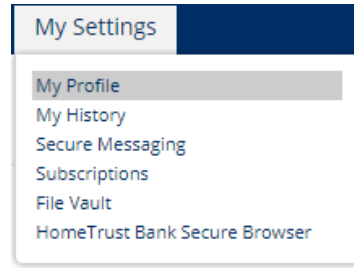 My Settings
My Profile
My History
Secure Messaging
Subscriptions
File Vault
HomeTrust Bank Secure Browser